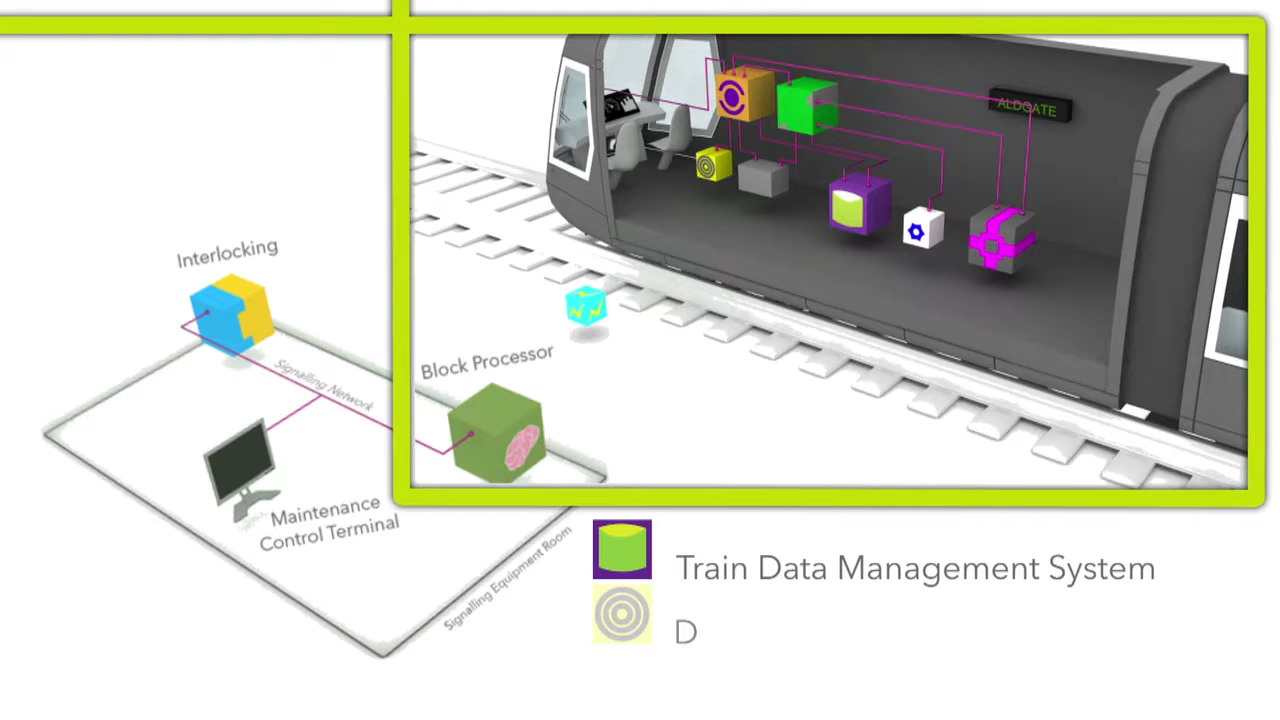 ALDGATE
Interlocking
Signalling Network
Block Processor
Maintenance
Control Terminal
Signalling Equipment Room
Train Data Management System
D